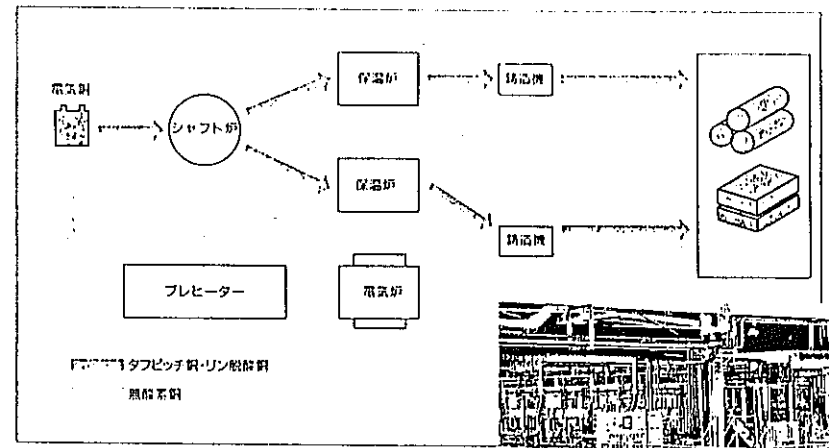 電気銅
シャフト炉
保温炉
鋳造機
保温炉
鋳造機
プレヒーター
電気炉
タフピッチ銅・リン脱酸銅
無酸素銅